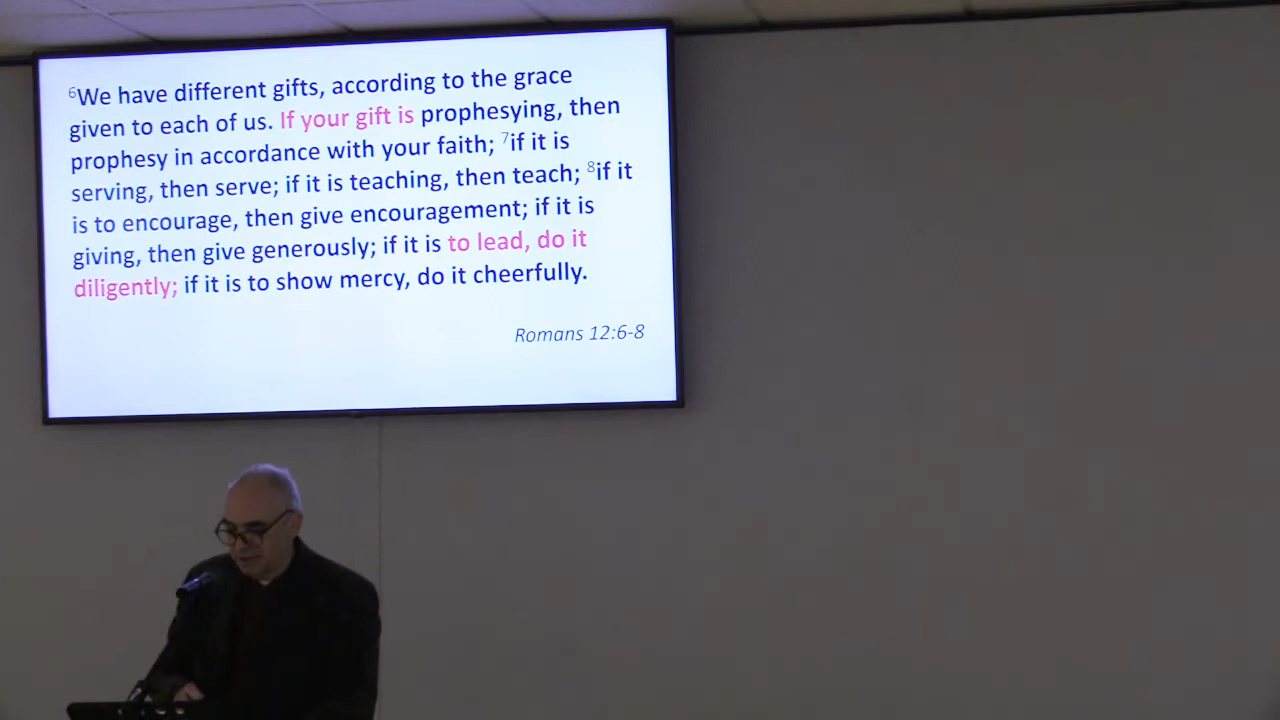 ⁶We have different gifts, according to the grace
given to each of us. If your gift is prophesying, then
prophesy in accordance with your faith; ⁷if it is
serving, then serve; if it is teaching, then teach; ⁸if it
is to encourage, then give encouragement; if it is
giving, then give generously; if it is to lead, do it
diligently; if it is to show mercy, do it cheerfully.
Romans 12:6-8